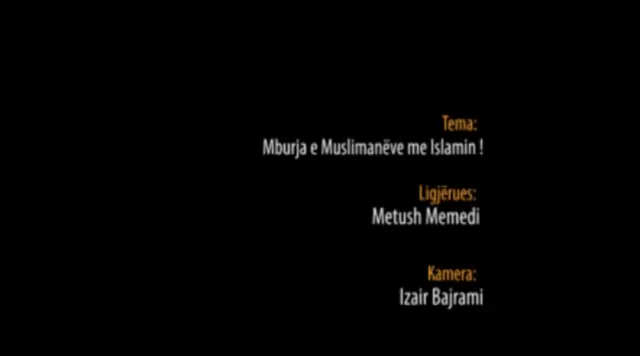 Tema:
Mburja e Muslimanëve me Islamin !
Ligjërues:
Metush Memedi
Kamera:
Izair Bajrami